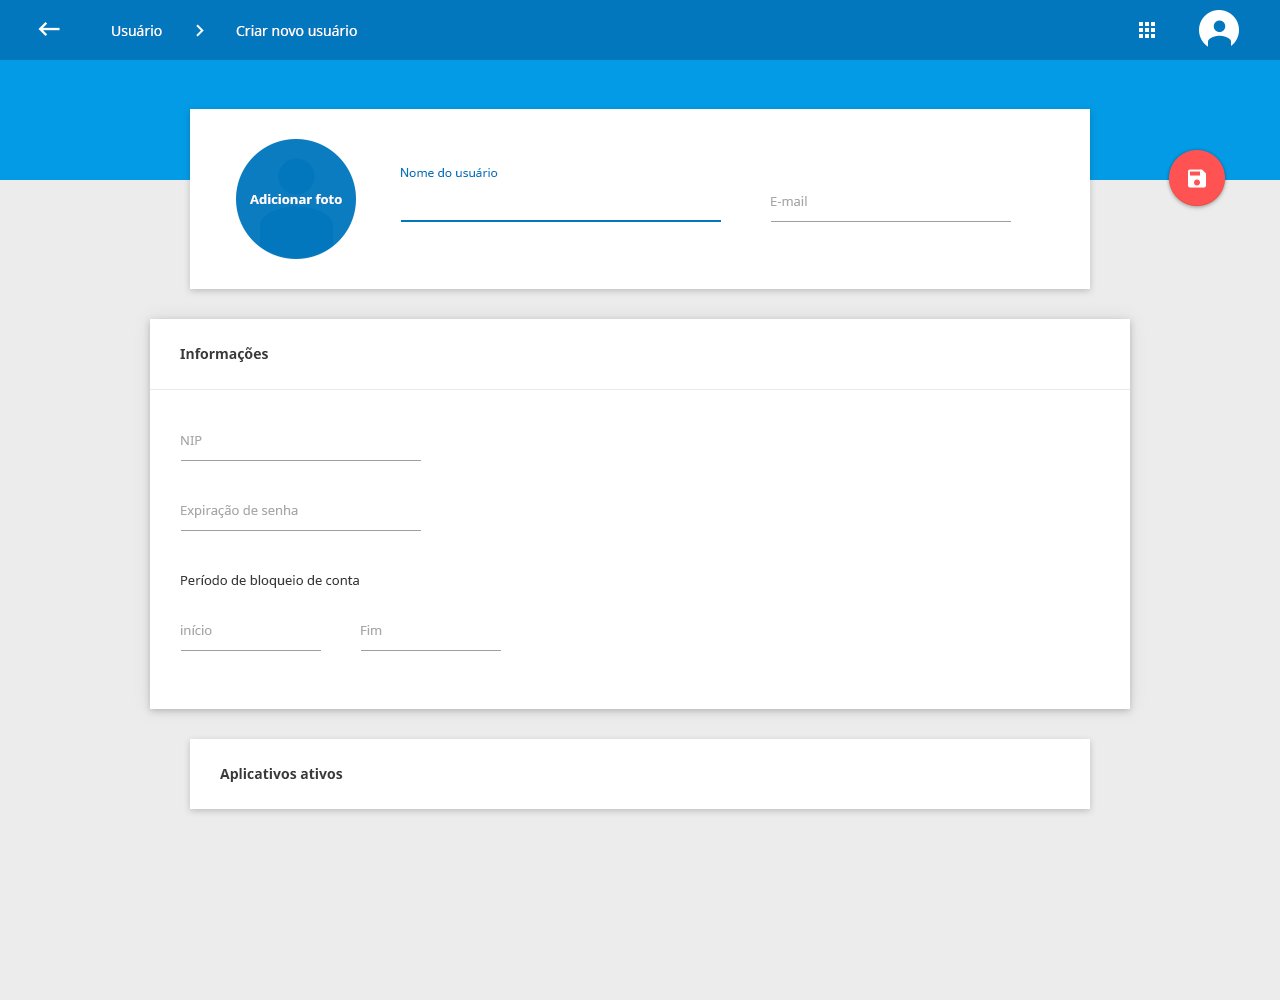 Usuário
Criar novo usuário
Adicionar foto
Nome do usuário
E-mail
Informações
NIP
Expiração de senha
Período de bloqueio de conta
início
Fim
Aplicativos ativos